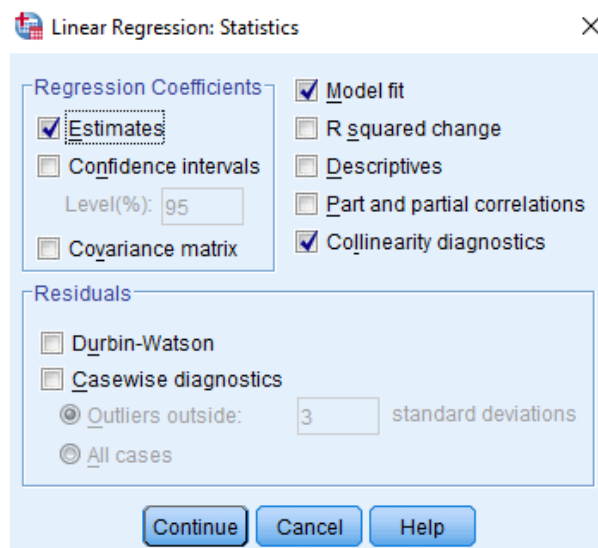 Linear Regression: Statistics
Regression Coefficients
Estimates
Confidence intervals
Level(%): 95
Covariance matrix
Model fit
R squared change
Descriptives
Part and partial correlations
Collinearity diagnostics
Residuals
Durbin-Watson
Casewise diagnostics
Outliers outside: 3 standard deviations
All cases
Continue Cancel Help